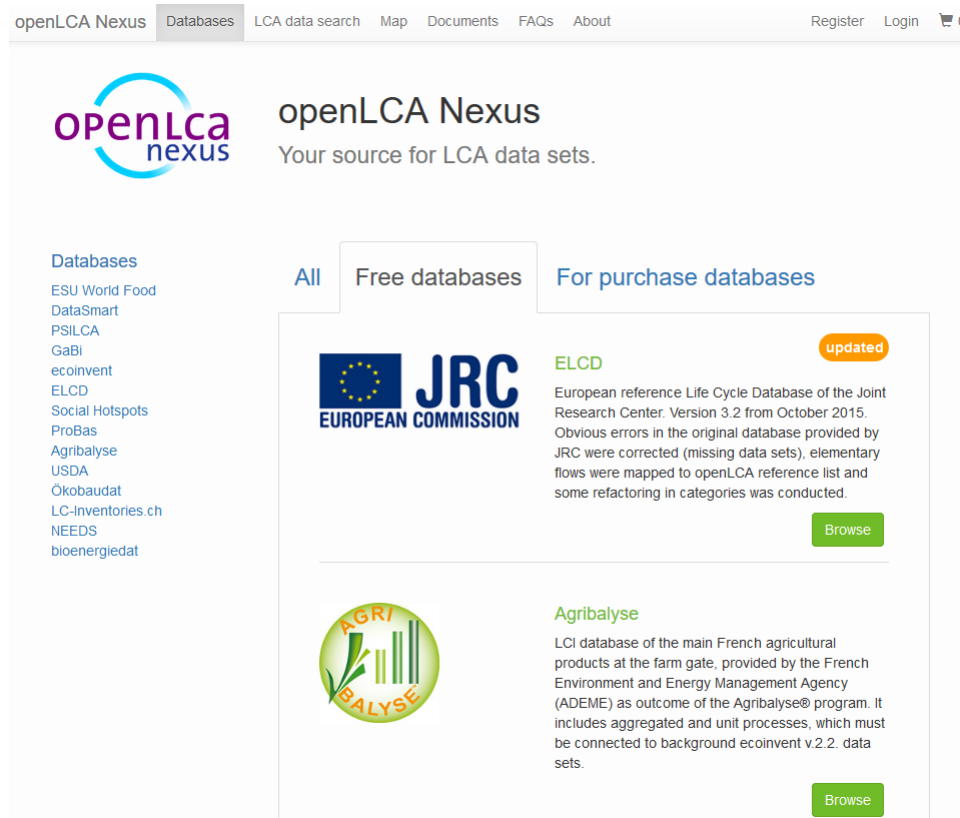 openLCA Nexus Databases LCA data search Map Documents FAQs About Register Login
openLCA
nexus
openLCA Nexus
Your source for LCA data sets.
Databases
ESU World Food
DataSmart
PSILCA
GaBi
ecoinvent
ELCD
Social Hotspots
ProBas
Agribalyse
USDA
Ökobaudat
LC-Inventories.ch
NEEDS
bioenergiedat
All Free databases For purchase databases
JRC
EUROPEAN COMMISSION
updated
ELCD
European reference Life Cycle Database of the Joint
Research Center. Version 3.2 from October 2015.
Obvious errors in the original database provided by
JRC were corrected (missing data sets), elementary
flows were mapped to openLCA reference list and
some refactoring in categories was conducted.
Browse
AGRI
BALYSE
Agribalyse
LCI database of the main French agricultural
products at the farm gate, provided by the French
Environment and Energy Management Agency
(ADEME) as outcome of the Agribalyse® program. It
includes aggregated and unit processes, which must
be connected to background ecoinvent v.2.2. data
sets.
Browse